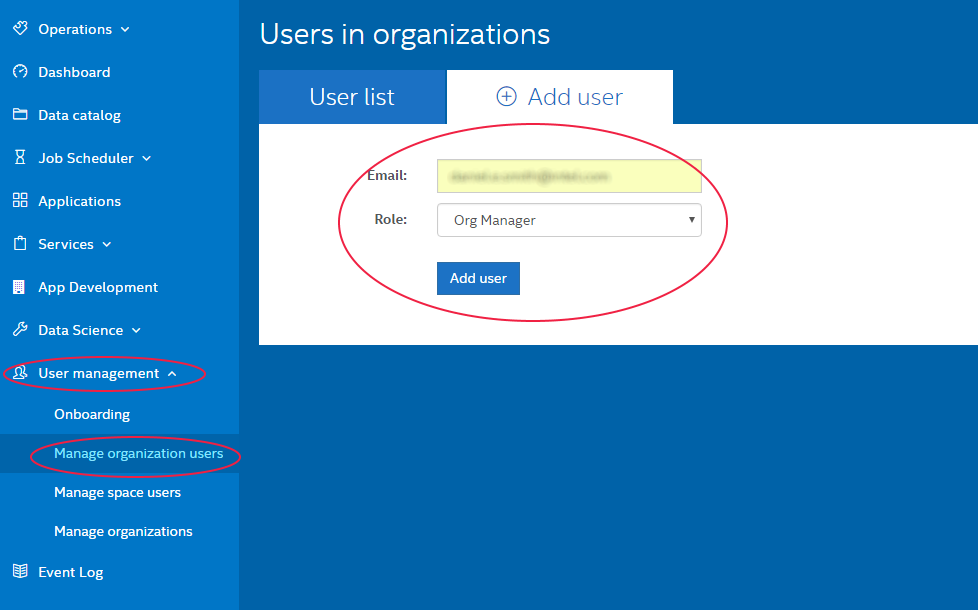 Operations
Dashboard
Data catalog
Job Scheduler
Applications
Services
App Development
Data Science
User management
Onboarding
Manage organization users
Manage space users
Manage organizations
Event Log
Users in organizations
User list
Add user
Email:
Role: Org Manager
Add user